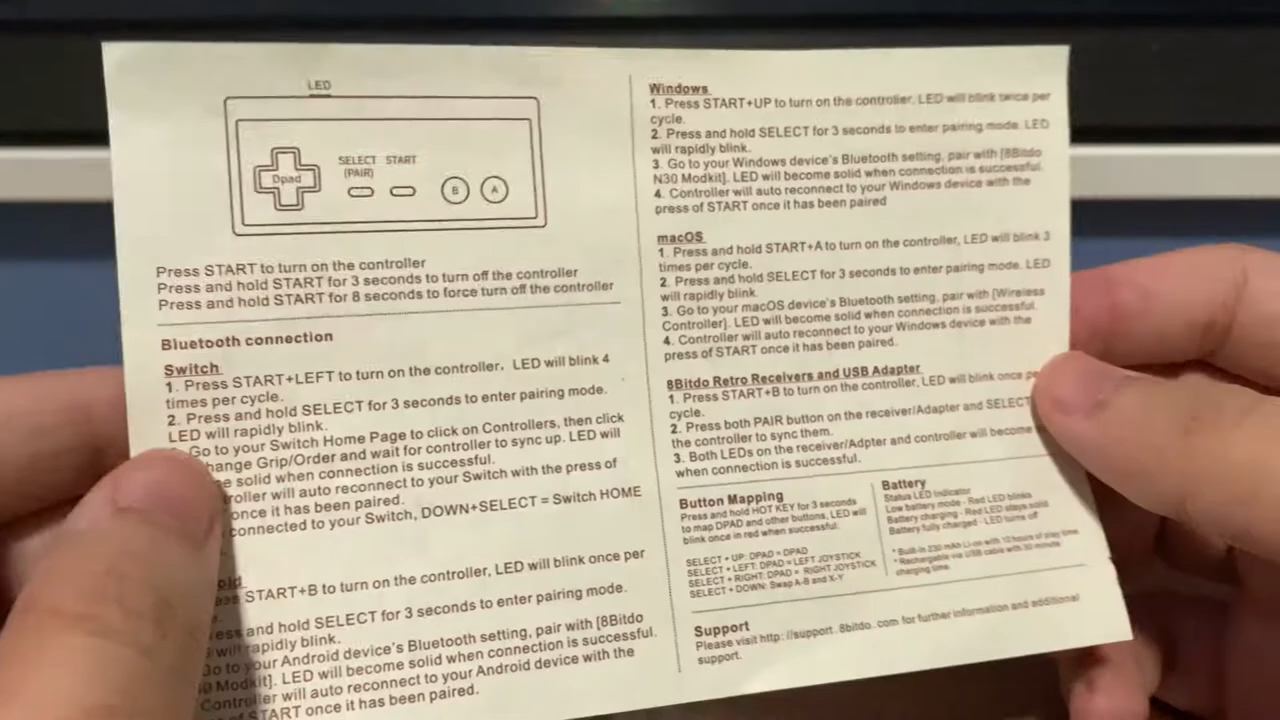 LED
Dpad
SELECT START
(PAIR)
B A
Press START to turn on the controller
Press and hold START for 3 seconds to turn off the controller
Press and hold START for 8 seconds to force turn off the controller
Bluetooth connection
Switch
1. Press START+LEFT to turn on the controller. LED will blink 4
times per cycle.
2. Press and hold SELECT for 3 seconds to enter pairing mode.
LED will rapidly blink.
Go to your Switch Home Page to click on Controllers, then click
hange Grip/Order and wait for controller to sync up. LED will
solid when connection is successful.
roller will auto reconnect to your Switch with the press of
once it has been paired.
connected to your Switch, DOWN+SELECT = Switch HOME
START+B to turn on the controller, LED will blink once per
and hold SELECT for 3 seconds to enter pairing mode.
will rapidly blink.
Go to your Android device's Bluetooth setting, pair with [8Bitdo
Modkit]. LED will become solid when connection is successful.
Controller will auto reconnect to your Android device with the
of START once it has been paired.
Windows
1. Press START+UP to turn on the controller. LED will blink twice per
cycle.
2. Press and hold SELECT for 3 seconds to enter pairing mode. LED
will rapidly blink.
3. Go to your Windows device's Bluetooth setting, pair with [8Bitdo
N30 Modkit]. LED will become solid when connection is successful.
4. Controller will auto reconnect to your Windows device with the
press of START once it has been paired
macOS
1. Press and hold START+A to turn on the controller, LED will blink 3
times per cycle.
2. Press and hold SELECT for 3 seconds to enter pairing mode. LED
will rapidly blink.
3. Go to your macOS device's Bluetooth setting, pair with [Wireless
Controller]. LED will become solid when connection is successful.
4. Controller will auto reconnect to your Windows device with the
press of START once it has been paired.
8Bitdo Retro Receivers and USB Adapter
1. Press START+B to turn on the controller, LED will blink once pe
cycle.
2. Press both PAIR button on the receiver/Adapter and SELECT
the controller to sync them.
3. Both LEDs on the receiver/Adpter and controller will become
when connection is successful.
Button Mapping
Press and hold HOT KEY for 3 seconds
to map DPAD and other buttons, LED will
blink once in red when successful.
SELECT + UP: DPAD = DPAD
SELECT + LEFT: DPAD = LEFT JOYSTICK
SELECT + RIGHT: DPAD = RIGHT JOYSTICK
SELECT + DOWN: Swap A-B and X-Y
Battery
Status LED Indicator
Low battery mode - Red LED blinks
Battery charging - Red LED stays solid
Battery fully charged - LED turns off
* Built-in 230 mAh Li-on with 10 hours of play time
* Rechargable via USB cable with 30 minute
charging time
Support
Please visit http://support.8bitdo.com for further information and additional
support.